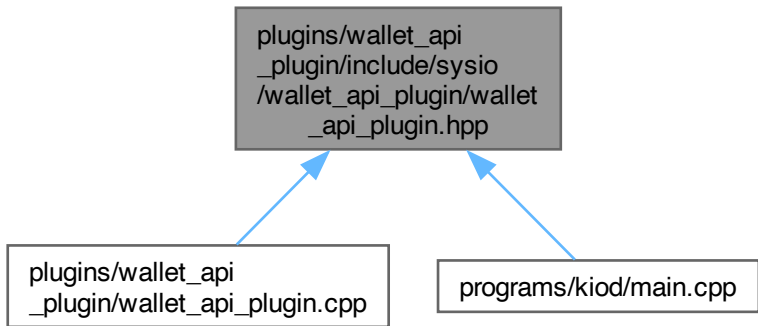 plugins/wallet_api
_plugin/include/sysio
/wallet_api_plugin/wallet
_api_plugin.hpp
plugins/wallet_api
_plugin/wallet_api_plugin.cpp
programs/kiod/main.cpp